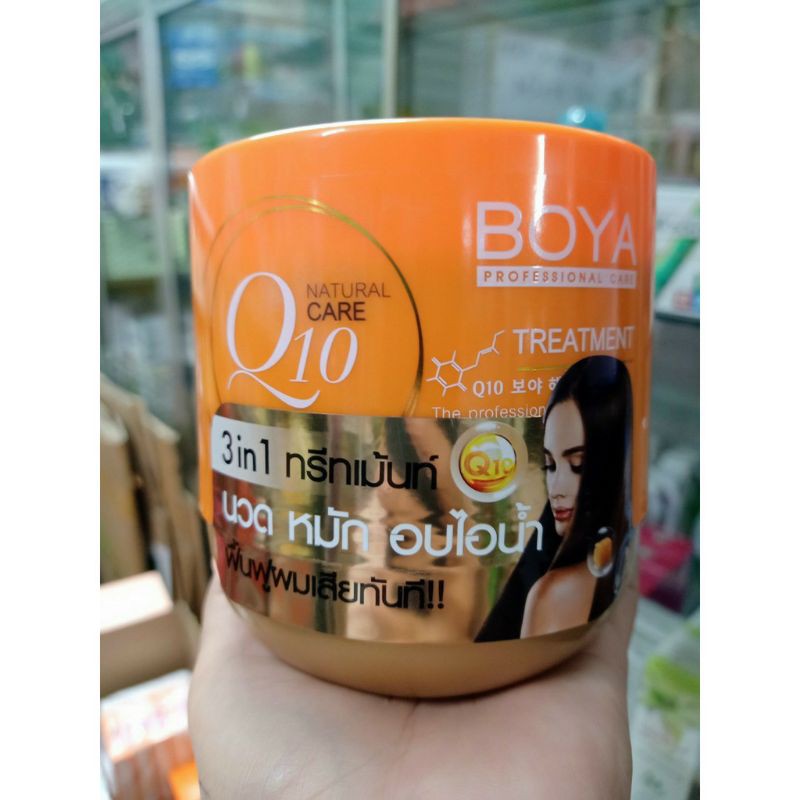 BOYA
PROFESSIONAL CARE
NATURAL
CARE
Q10
TREATMENT
Q10 보야
The professional
3in1 ทรีทเม้นท์
Q10
นวด หมัก อบไอน้ำ
ฟื้นฟูผมเสียทันที!!